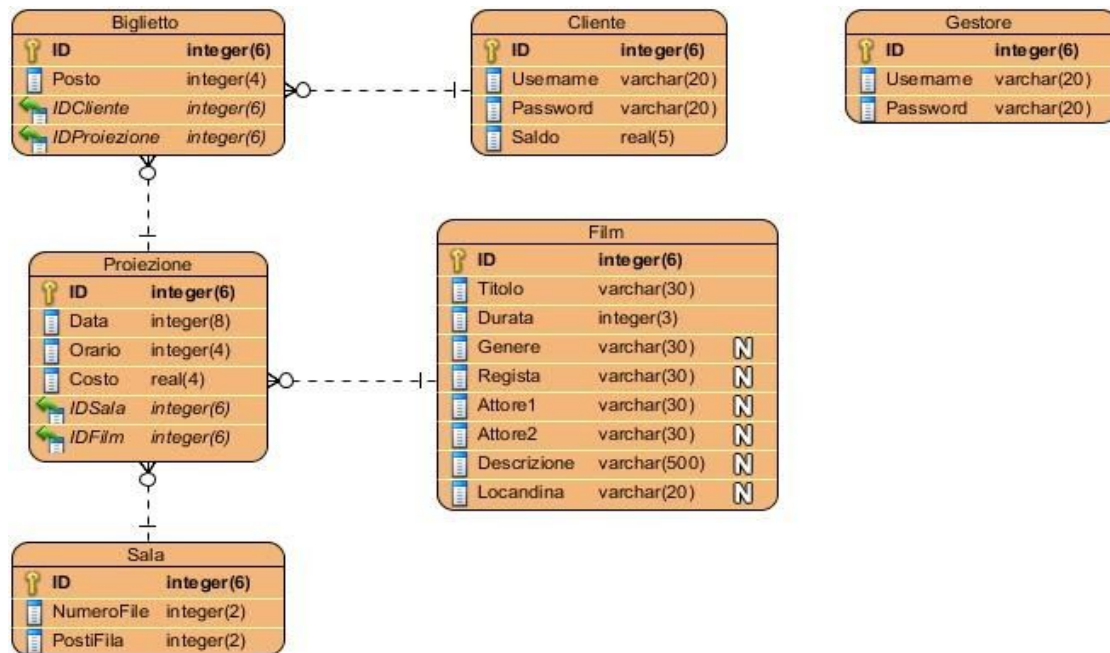 Biglietto
ID integer(6)
Posto integer(4)
IDCliente integer(6)
IDProiezione integer(6)
Cliente
ID integer(6)
Username varchar(20)
Password varchar(20)
Saldo real(5)
Gestore
ID integer(6)
Username varchar(20)
Password varchar(20)
Proiezione
ID integer(6)
Data integer(8)
Orario integer(4)
Costo real(4)
IDSala integer(6)
IDFilm integer(6)
Film
ID integer(6)
Titolo varchar(30)
Durata integer(3)
Genere varchar(30) N
Regista varchar(30) N
Attore1 varchar(30) N
Attore2 varchar(30) N
Descrizione varchar(500) N
Locandina varchar(20) N
Sala
ID integer(6)
NumeroFile integer(2)
PostiFila integer(2)